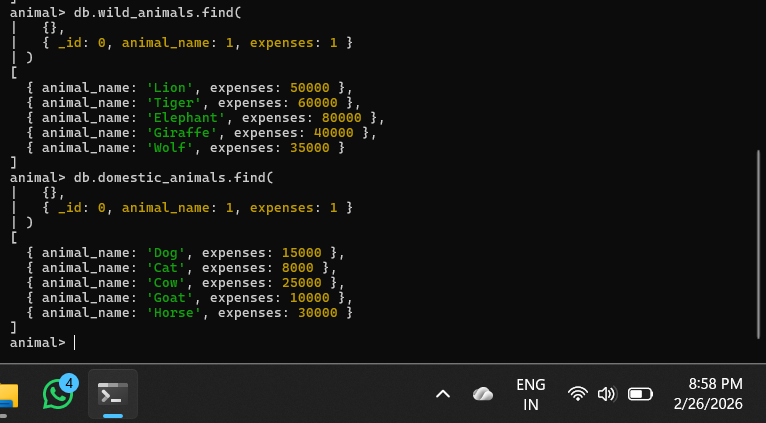 ]
animal> db.wild_animals.find(
|   {},
|   { _id: 0, animal_name: 1, expenses: 1 }
| )
[
  { animal_name: 'Lion', expenses: 50000 },
  { animal_name: 'Tiger', expenses: 60000 },
  { animal_name: 'Elephant', expenses: 80000 },
  { animal_name: 'Giraffe', expenses: 40000 },
  { animal_name: 'Wolf', expenses: 35000 }
]
animal> db.domestic_animals.find(
|   {},
|   { _id: 0, animal_name: 1, expenses: 1 }
| )
[
  { animal_name: 'Dog', expenses: 15000 },
  { animal_name: 'Cat', expenses: 8000 },
  { animal_name: 'Cow', expenses: 25000 },
  { animal_name: 'Goat', expenses: 10000 },
  { animal_name: 'Horse', expenses: 30000 }
]
animal>
4
ENG
IN
8:58 PM
2/26/2026